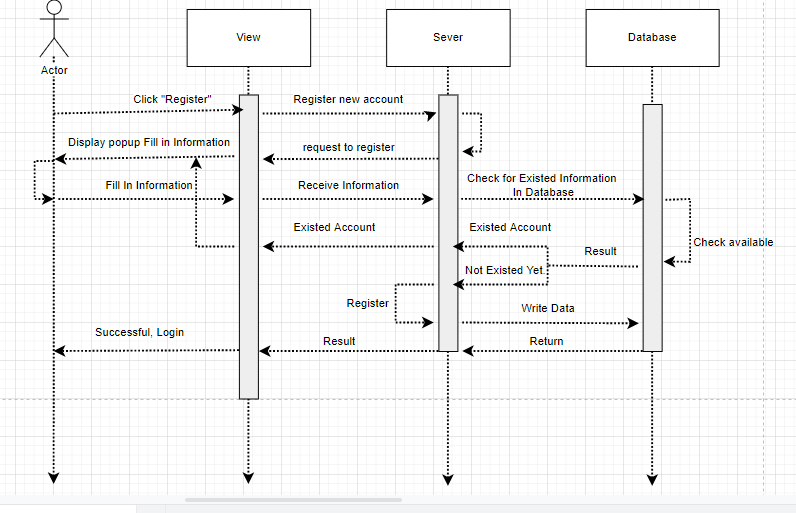 View
Sever
Database
Actor
Click "Register"
Register new account
Display popup Fill in Information
request to register
Fill In Information
Receive Information
Check for Existed Information
In Database
Existed Account
Existed Account
Check available
Result
Not Existed Yet.
Register
Write Data
Successful, Login
Result
Return